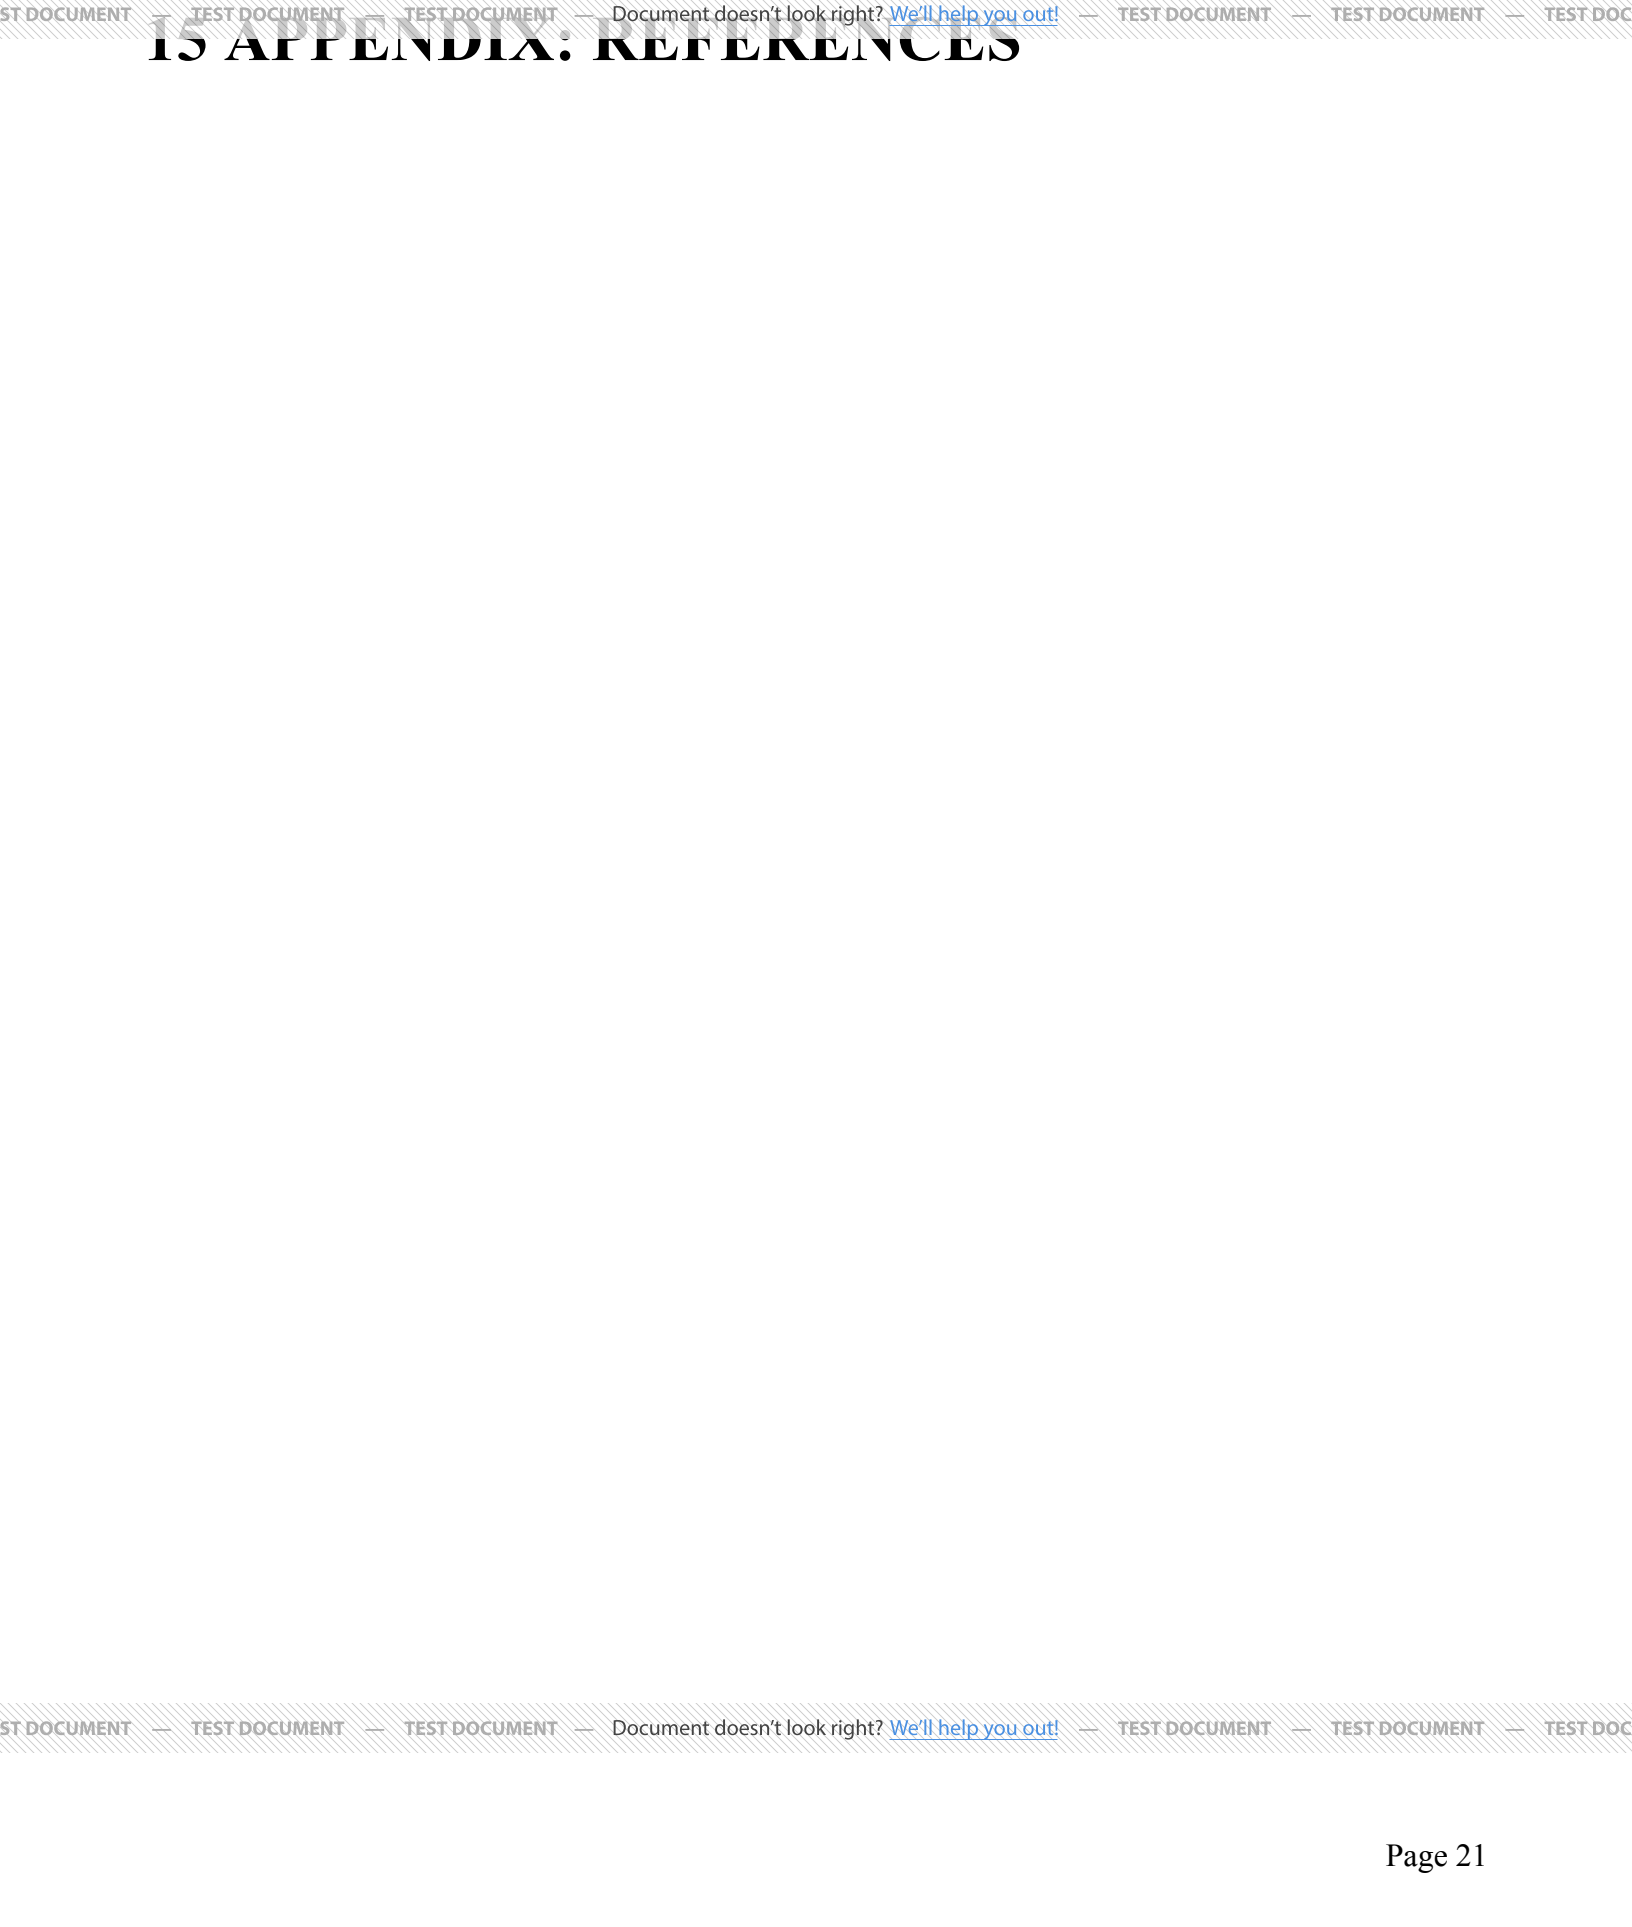 ST DOCUMENT — TEST DOCUMENT — TEST DOCUMENT — Document doesn’t look right? We’ll help you out! — TEST DOCUMENT — TEST DOCUMENT — TEST DOC
15 APPENDIX: REFERENCES
ST DOCUMENT — TEST DOCUMENT — TEST DOCUMENT — Document doesn’t look right? We’ll help you out! — TEST DOCUMENT — TEST DOCUMENT — TEST DOC
Page 21